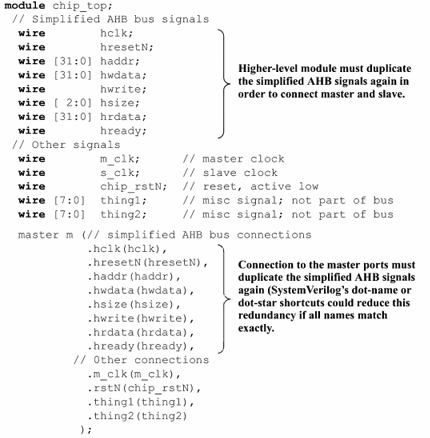 module chip_top;
// Simplified AHB bus signals
wire hclk;
wire hresetN;
wire [31:0] haddr;
wire [31:0] hwdata;
wire hwrite;
wire [ 2:0] hsize;
wire [31:0] hrdata;
wire hready;
Higher-level module must duplicate
the simplified AHB signals again in
order to connect master and slave.
// Other signals
wire m_clk; // master clock
wire s_clk; // slave clock
wire chip_rstN; // reset, active low
wire [7:0] thing1; // misc signal; not part of bus
wire [7:0] thing2; // misc signal; not part of bus
master m (// simplified AHB bus connections
.hclk(hclk),
.hresetN(hresetN),
.haddr(haddr),
.hwdata(hwdata),
.hsize(hsize),
.hwrite(hwrite),
.hrdata(hrdata),
.hready(hready),
Connection to the master ports must
duplicate the simplified AHB signals
again (SystemVerilog's dot-name or
dot-star shortcuts could reduce this
redundancy if all names match
exactly.
// Other connections
.m_clk(m_clk),
.rstN(chip_rstN),
.thing1(thing1),
.thing2(thing2)
);